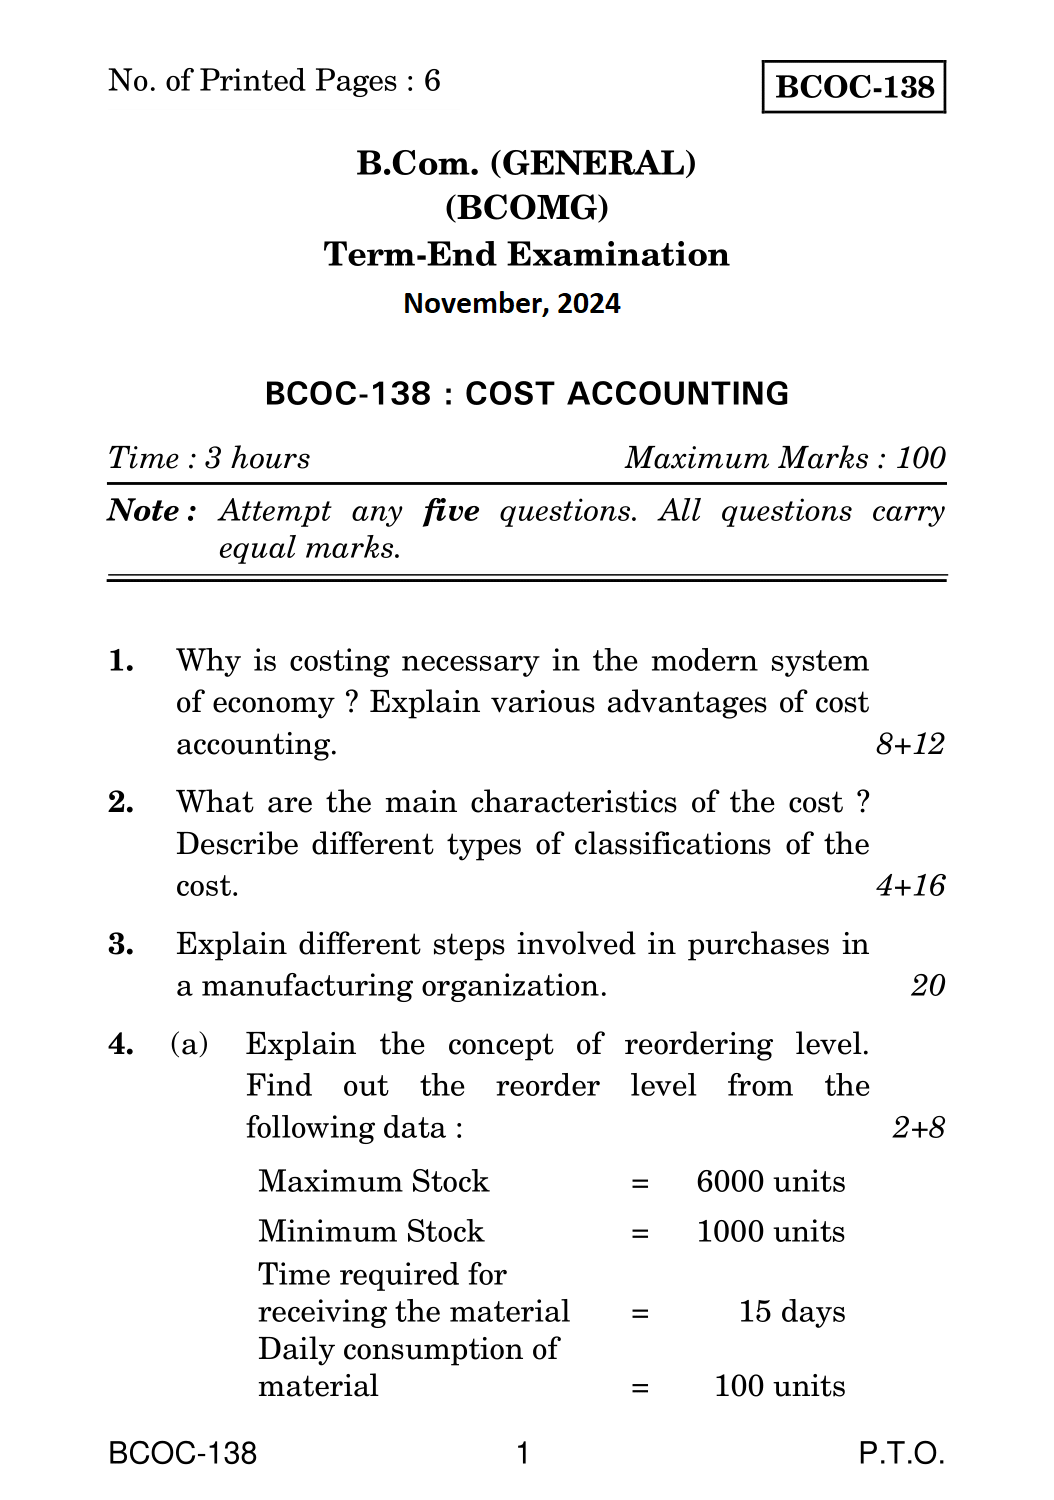 No. of Printed Pages : 6
BCOC-138
B.Com. (GENERAL)
(BCOMG)
Term-End Examination
November, 2024
BCOC-138 : COST ACCOUNTING
Time : 3 hours Maximum Marks : 100
Note : Attempt any five questions. All questions carry
equal marks.
1. Why is costing necessary in the modern system
of economy ? Explain various advantages of cost
accounting. 8+12
2. What are the main characteristics of the cost ?
Describe different types of classifications of the
cost. 4+16
3. Explain different steps involved in purchases in
a manufacturing organization. 20
4. (a) Explain the concept of reordering level.
Find out the reorder level from the
following data : 2+8
Maximum Stock = 6000 units
Minimum Stock = 1000 units
Time required for
receiving the material = 15 days
Daily consumption of
material = 100 units
BCOC-138 1 P.T.O.